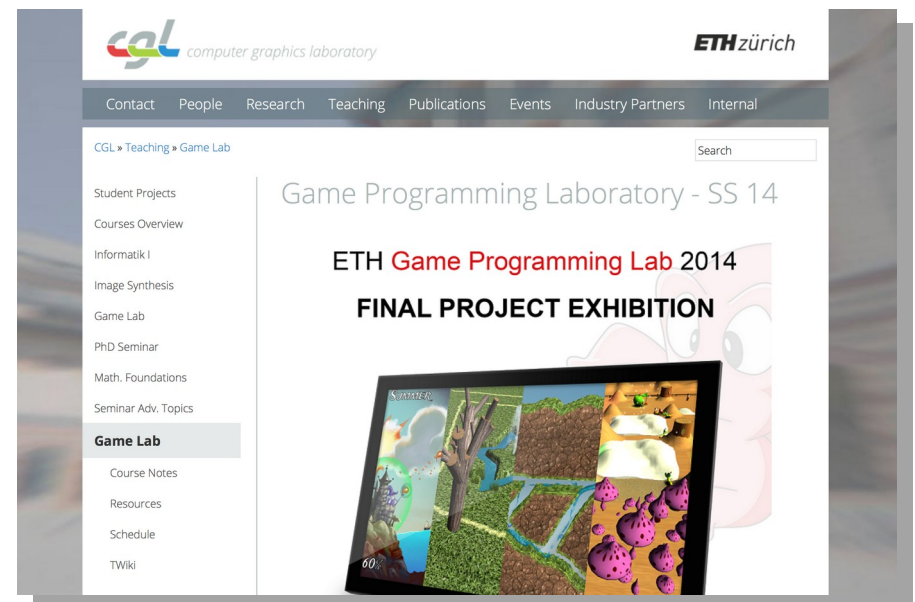 cgl computer graphics laboratory
ETH zürich
Contact People Research Teaching Publications Events Industry Partners Internal
CGL » Teaching » Game Lab
Search
Student Projects
Courses Overview
Informatik I
Image Synthesis
Game Lab
PhD Seminar
Math. Foundations
Seminar Adv. Topics
Game Lab
Course Notes
Resources
Schedule
TWiki
Game Programming Laboratory - SS 14
ETH Game Programming Lab 2014
FINAL PROJECT EXHIBITION
SUMMER